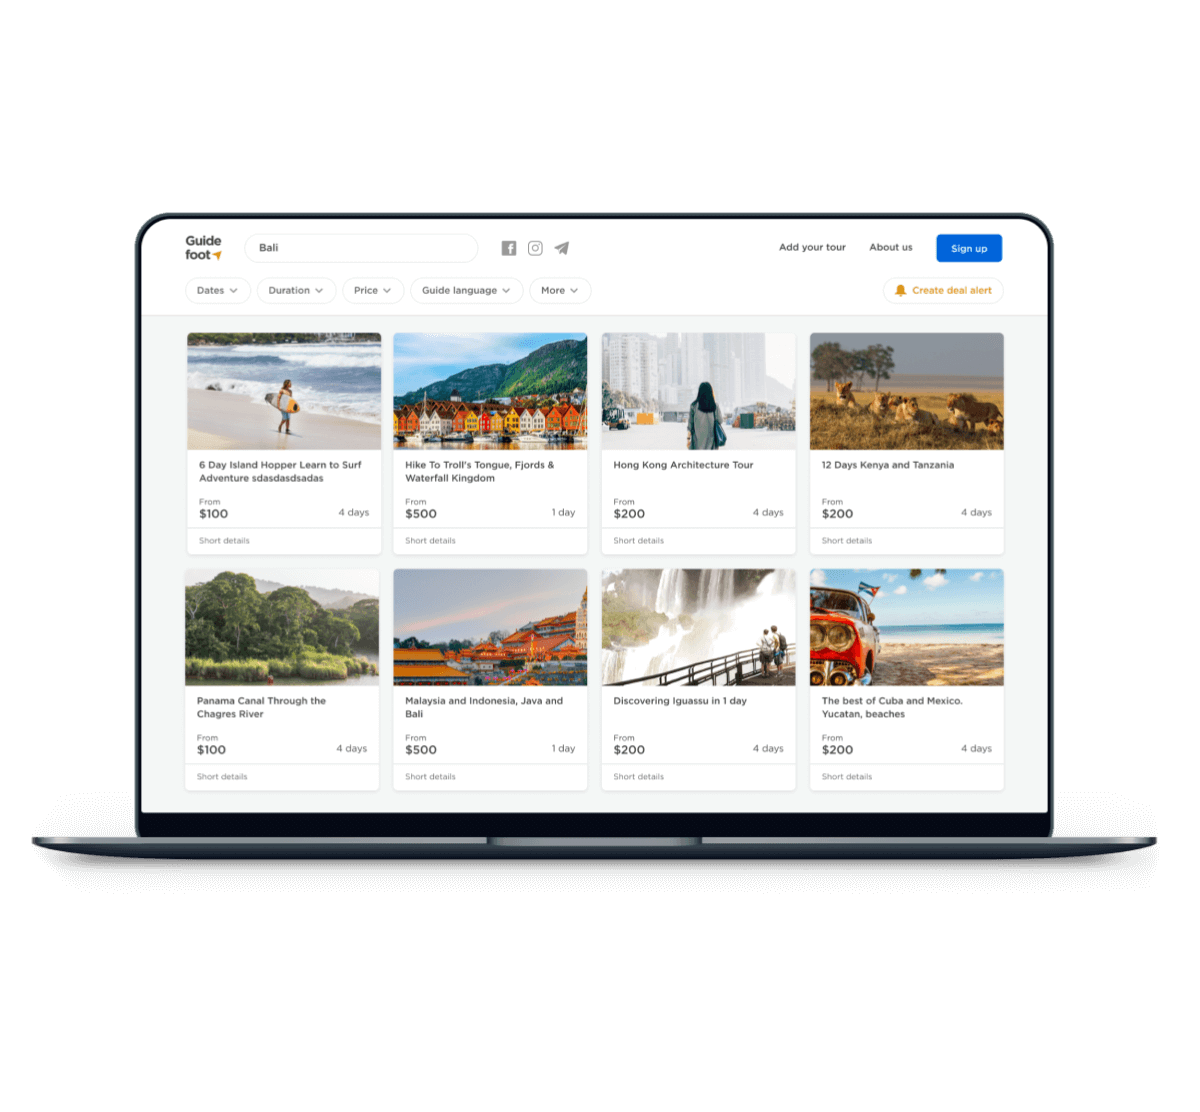 Guide
foot
Bali
Add your tour
About us
Sign up
Dates
Duration
Price
Guide language
More
Create deal alert
6 Day Island Hopper Learn to Surf
Adventure sdasdasdsadas
From
$100
4 days
Short details
Hike To Troll's Tongue, Fjords &
Waterfall Kingdom
From
$500
1 day
Short details
Hong Kong Architecture Tour
From
$200
4 days
Short details
12 Days Kenya and Tanzania
From
$200
4 days
Short details
Panama Canal Through the
Chagres River
From
$100
4 days
Short details
Malaysia and Indonesia, Java and
Bali
From
$500
1 day
Short details
Discovering Iguassu in 1 day
From
$200
4 days
Short details
The best of Cuba and Mexico.
Yucatan, beaches
From
$200
4 days
Short details